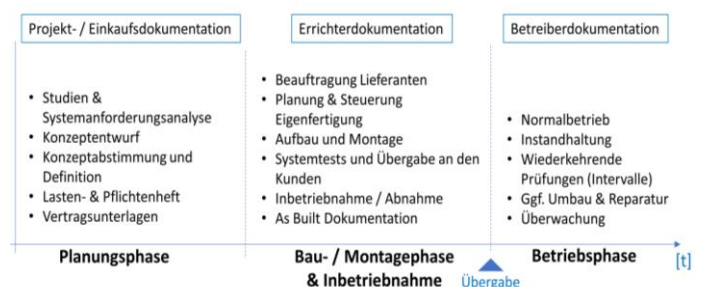 Projekt- / Einkaufsdokumentation
Errichterdokumentation
Betreiberdokumentation
• Studien &
Systemanforderungsanalyse
• Konzeptentwurf
• Konzeptabstimmung und
Definition
• Lasten- & Pflichtenheft
• Vertragsunterlagen
• Beauftragung Lieferanten
• Planung & Steuerung
Eigenfertigung
• Aufbau und Montage
• Systemtests und Übergabe an den
Kunden
• Inbetriebnahme / Abnahme
• As Built Dokumentation
• Normalbetrieb
• Instandhaltung
• Wiederkehrende
Prüfungen (Intervalle)
• Ggf. Umbau & Reparatur
• Überwachung
Planungsphase
Bau- / Montagephase
& Inbetriebnahme
Übergabe
Betriebsphase
[t]